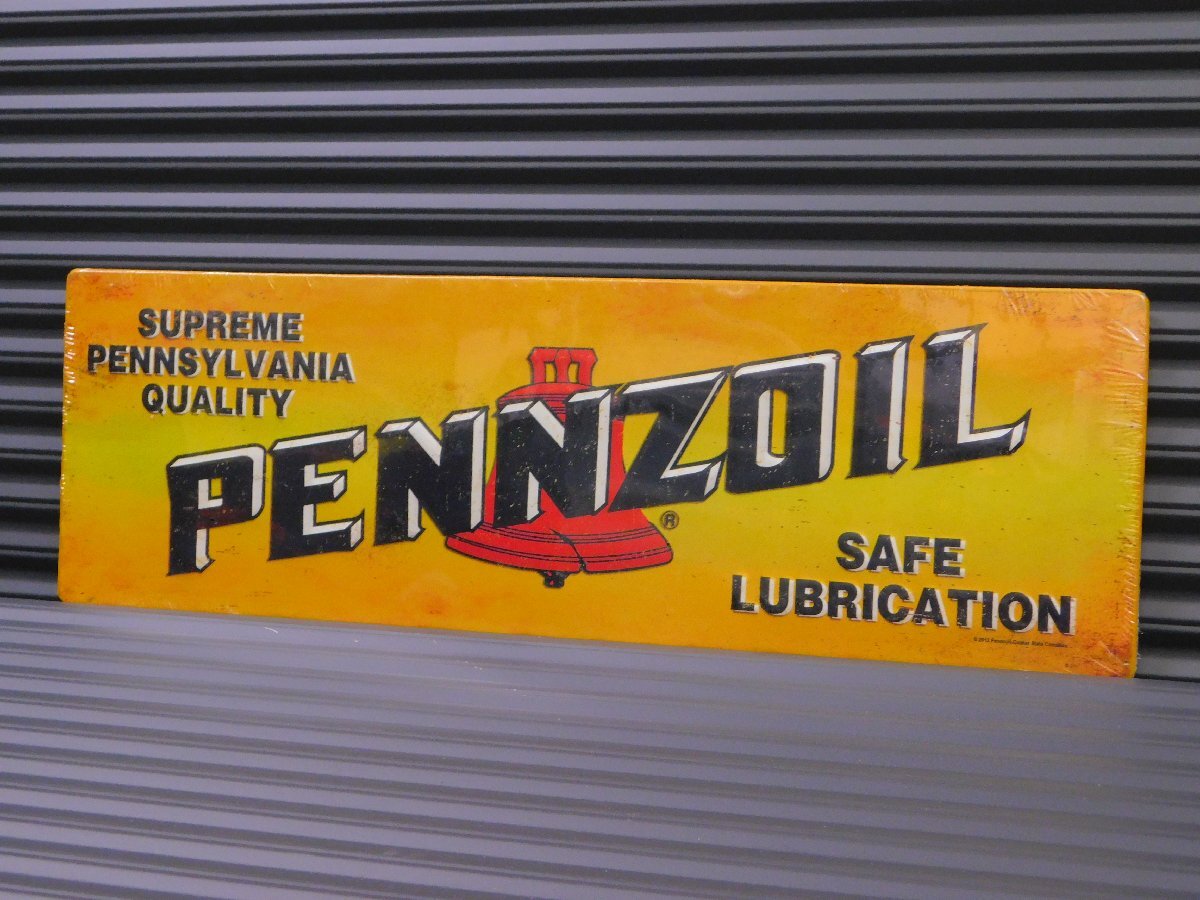 SUPREME
PENNSYLVANIA
QUALITY
PENNZOIL®
SAFE
LUBRICATION